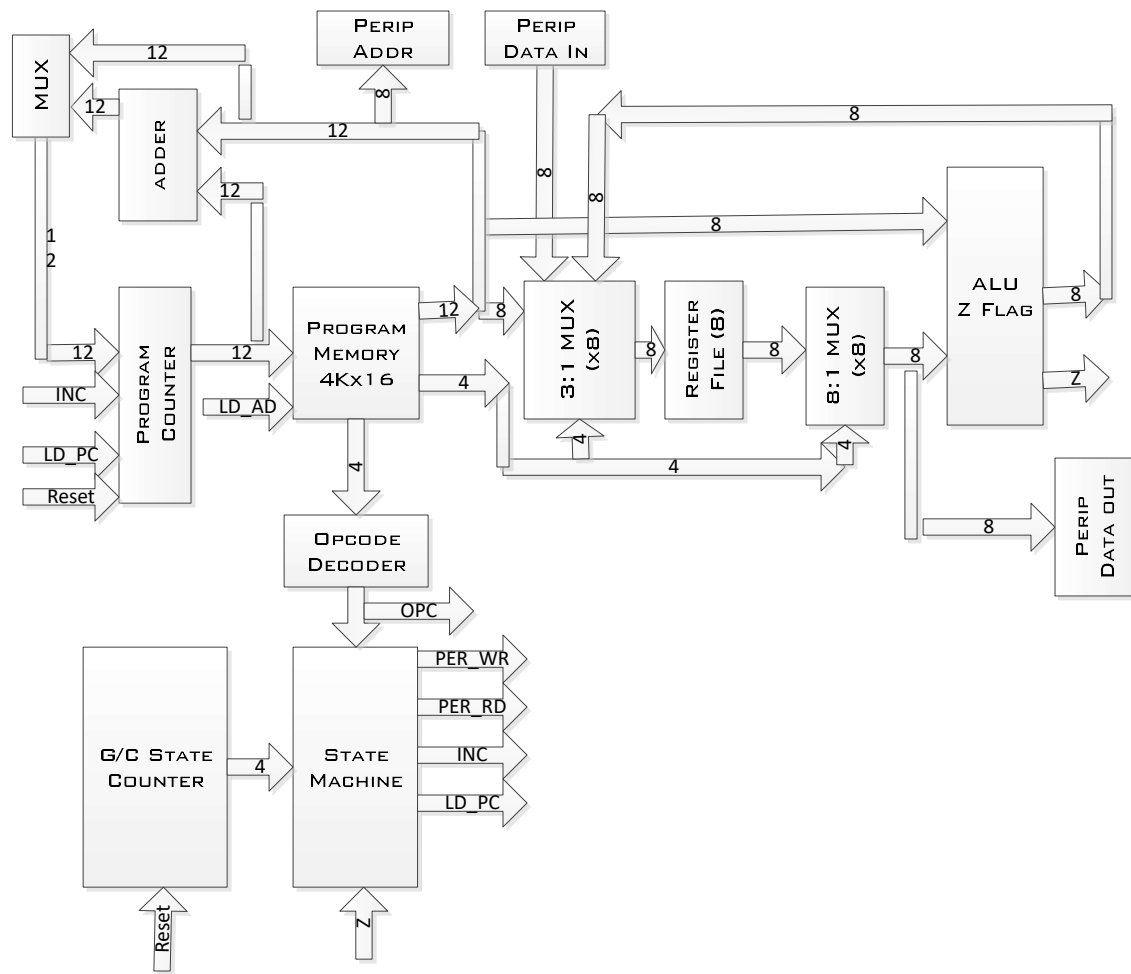 PERIP
ADDR
PERIP
DATA IN
MUX
12
12
8
12
8
ADDER
12
8
8
8
1
2
12
INC
LD_PC
Reset
PROGRAM
COUNTER
12
LD_AD
PROGRAM
MEMORY
4Kx16
12
4
8
3:1 MUX
(x8)
8
REGISTER
FILE (8)
8
8:1 MUX
(x8)
8
ALU
Z FLAG
8
Z
4
4
4
4
8
PERIP
DATA OUT
OPCODE
DECODER
OPC
G/C STATE
COUNTER
4
STATE
MACHINE
PER_WR
PER_RD
INC
LD_PC
Reset
Z